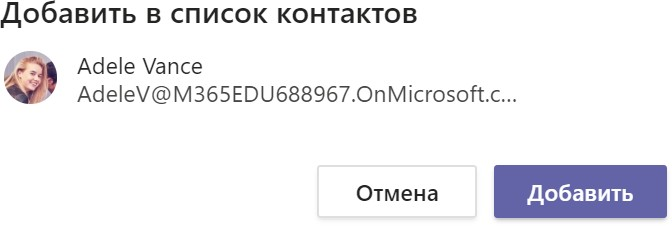 Добавить в список контактов
Adele Vance
AdeleV@M365EDU688967.OnMicrosoft.c...
Отмена
Добавить